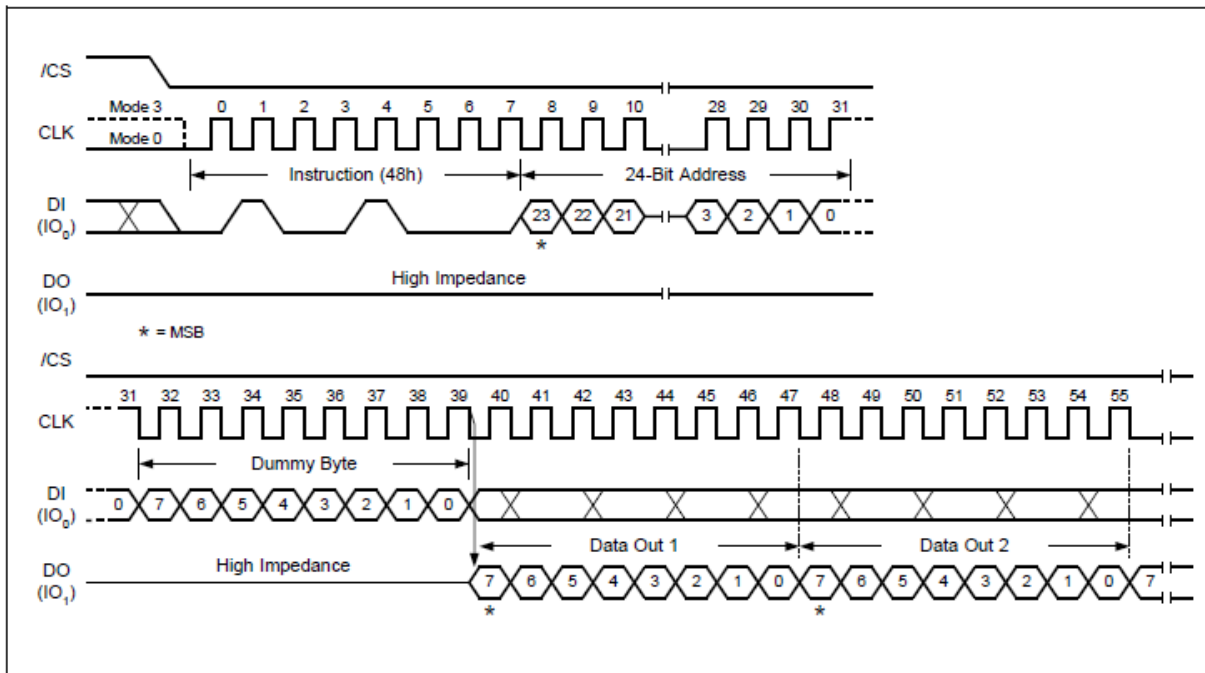 /CS
Mode 3 0 1 2 3 4 5 6 7 8 9 10 28 29 30 31
CLK
Mode 0
Instruction (48h) 24-Bit Address
DI
(IO0) 23 22 21 3 2 1 0
*
DO High Impedance
(IO1)
* = MSB
/CS
31 32 33 34 35 36 37 38 39 40 41 42 43 44 45 46 47 48 49 50 51 52 53 54 55
CLK
Dummy Byte
DI
(IO0) 0 7 6 5 4 3 2 1 0
Data Out 1 Data Out 2
DO High Impedance
(IO1) 7 6 5 4 3 2 1 0 7 6 5 4 3 2 1 0 7
* *